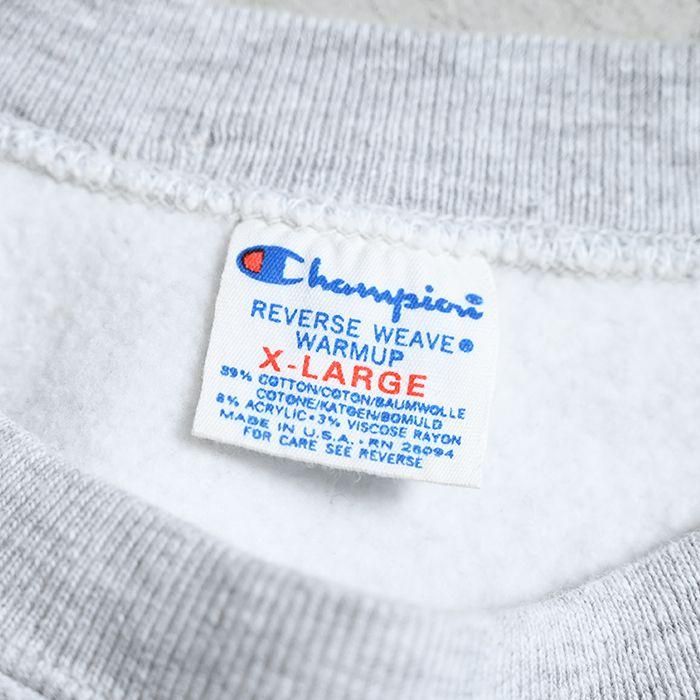 Champion
REVERSE WEAVE®
WARMUP
X-LARGE
89% COTTON/COTON/BAUMWOLLE
COTONE/KATOEN/BOMULD
8% ACRYLIC • 3% VISCOSE RAYON
MADE IN U.S.A. • RN 26094
FOR CARE SEE REVERSE